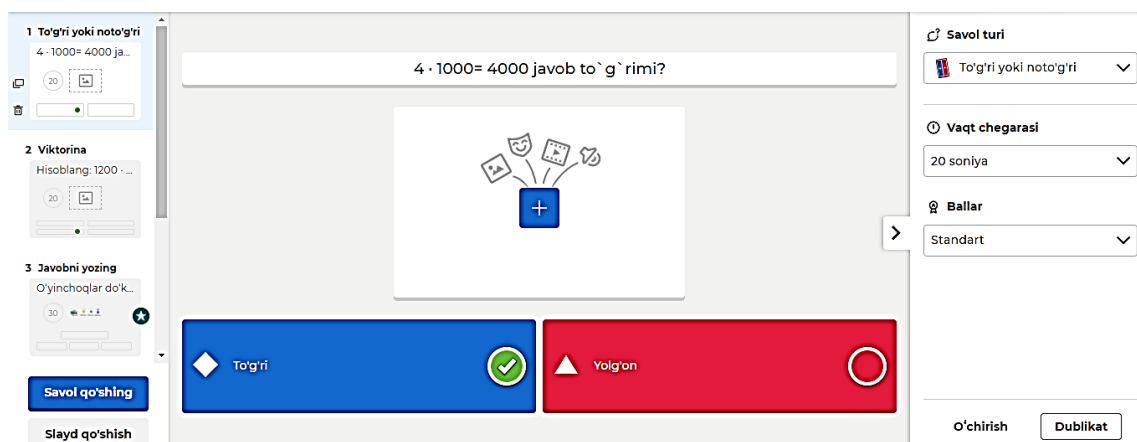 1 To'g'ri yoki noto'g'ri
4 · 1000= 4000 ja...
20
2 Viktorina
Hisoblang: 1200 · ...
20
3 Javobni yozing
O'yinchoqlar do'k...
30
Savol qo'shing
Slayd qo'shish
4 · 1000= 4000 javob to`g`rimi?
To'g'ri
Yolg'on
Savol turi
To'g'ri yoki noto'g'ri
Vaqt chegarasi
20 soniya
Ballar
Standart
O'chirish
Dublikat